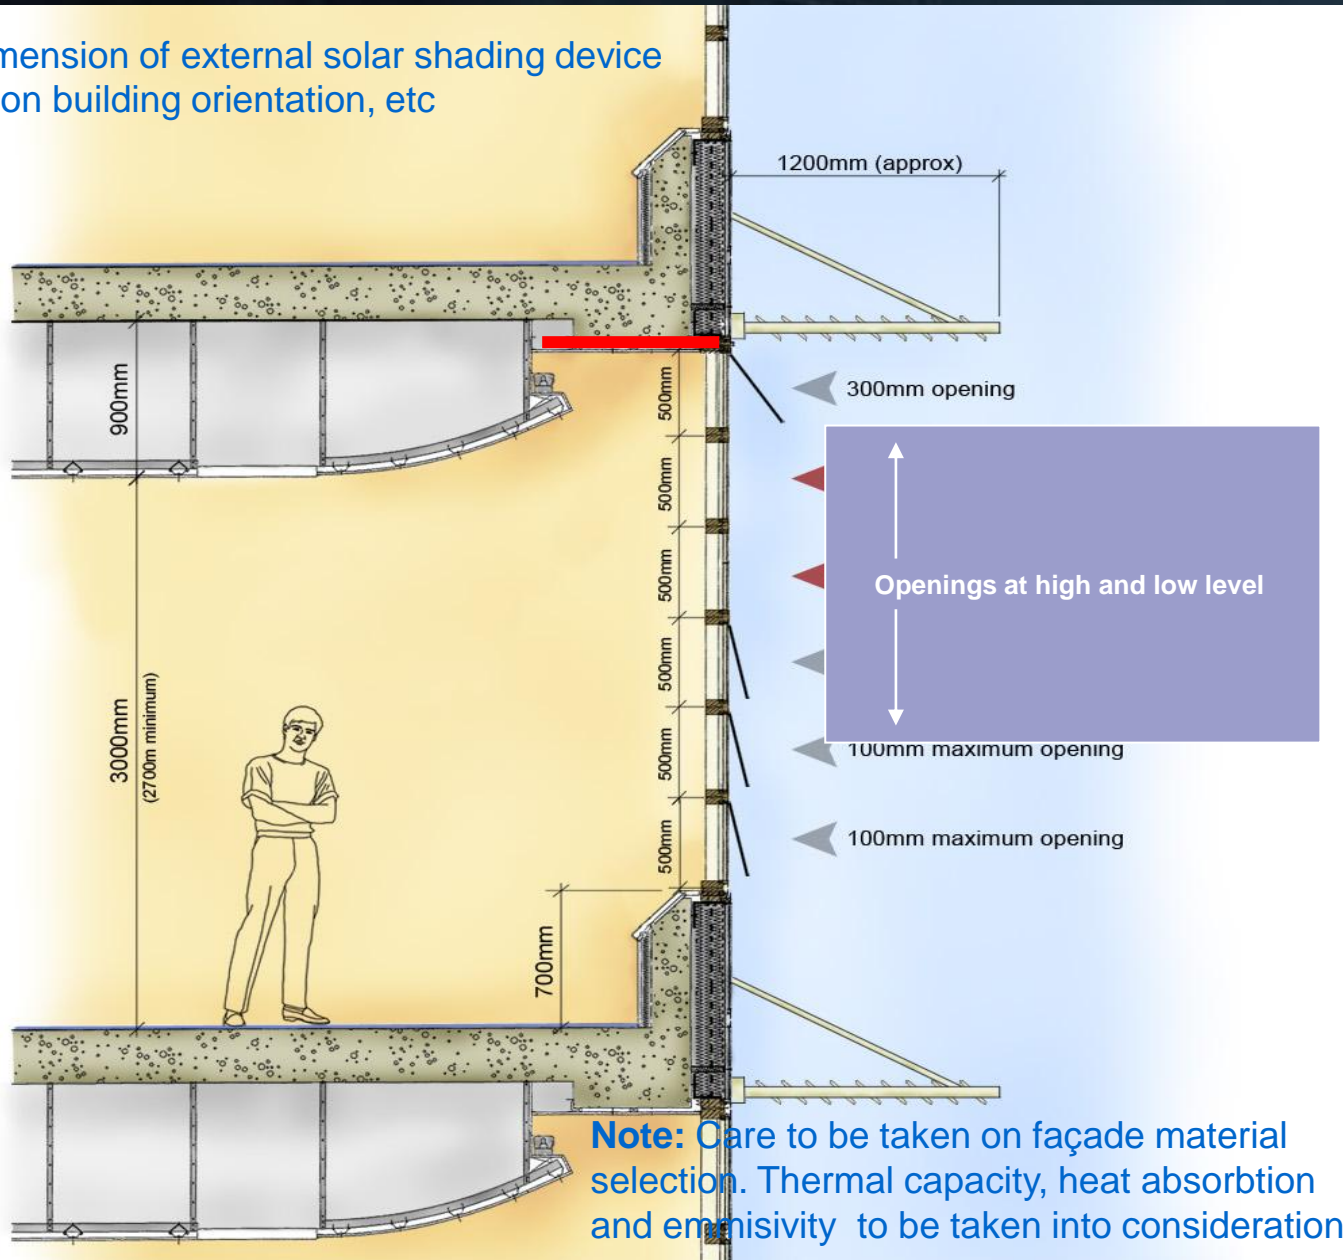 mension of external solar shading device
on building orientation, etc
1200mm (approx)
900mm
500mm
300mm opening
500mm
500mm
Openings at high and low level
500mm
3000mm
(2700m minimum)
500mm
100mm maximum opening
500mm
100mm maximum opening
700mm
Note: Care to be taken on façade material
selection. Thermal capacity, heat absorbtion
and emmisivity to be taken into consideration